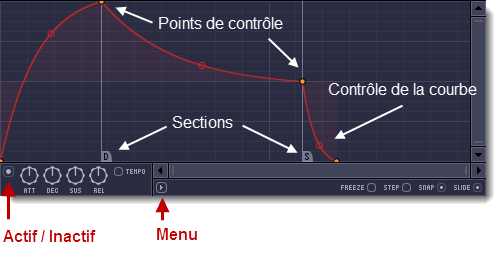 Points de contrôle
Contrôle de la courbe
Sections
D
S
TEMPO
ATT DEC SUS REL
FREEZE STEP SNAP SLIDE
Actif / Inactif
Menu